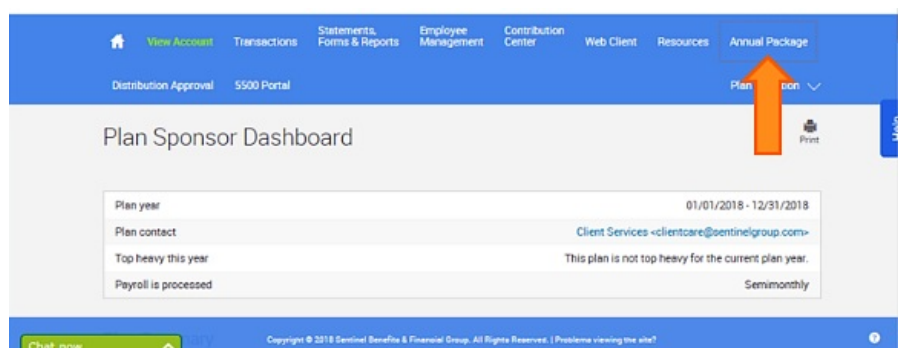 View Account Transactions Statements, Forms & Reports Employee Management Contribution Center Web Client Resources Annual Package
Distribution Approval 5500 Portal Plan
Help
Plan Sponsor Dashboard
Print
Plan year 01/01/2018 - 12/31/2018
Plan contact Client Services <clientcare@sentinelgroup.com>
Top heavy this year This plan is not top heavy for the current plan year.
Payroll is processed Semimonthly
Chat now
Copyright © 2018 Sentinel Benefits & Financial Group. All Rights Reserved. | Problems viewing the site?